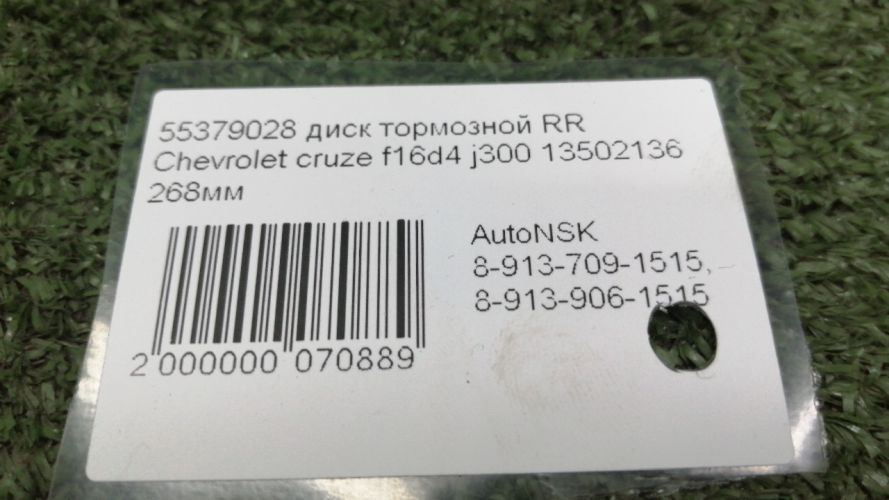 55379028 диск тормозной RR
Chevrolet cruze f16d4 j300 13502136
268мм
AutoNSK
8-913-709-1515,
8-913-906-1515
2 000000 070889